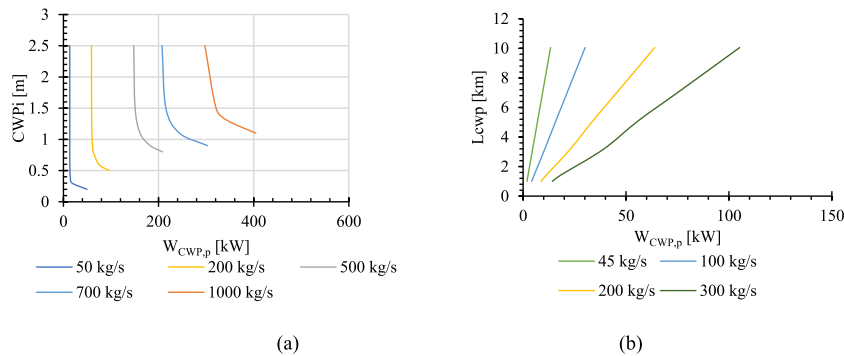 3
2.5
2
1.5
1
0.5
0
CWPi [m]
0 200 400 600
W_CWP,p [kW]
50 kg/s 200 kg/s 500 kg/s
700 kg/s 1000 kg/s
(a)
12
10
8
6
4
2
0
Lcwp [km]
0 50 100 150
W_CWP,p [kW]
45 kg/s 100 kg/s
200 kg/s 300 kg/s
(b)